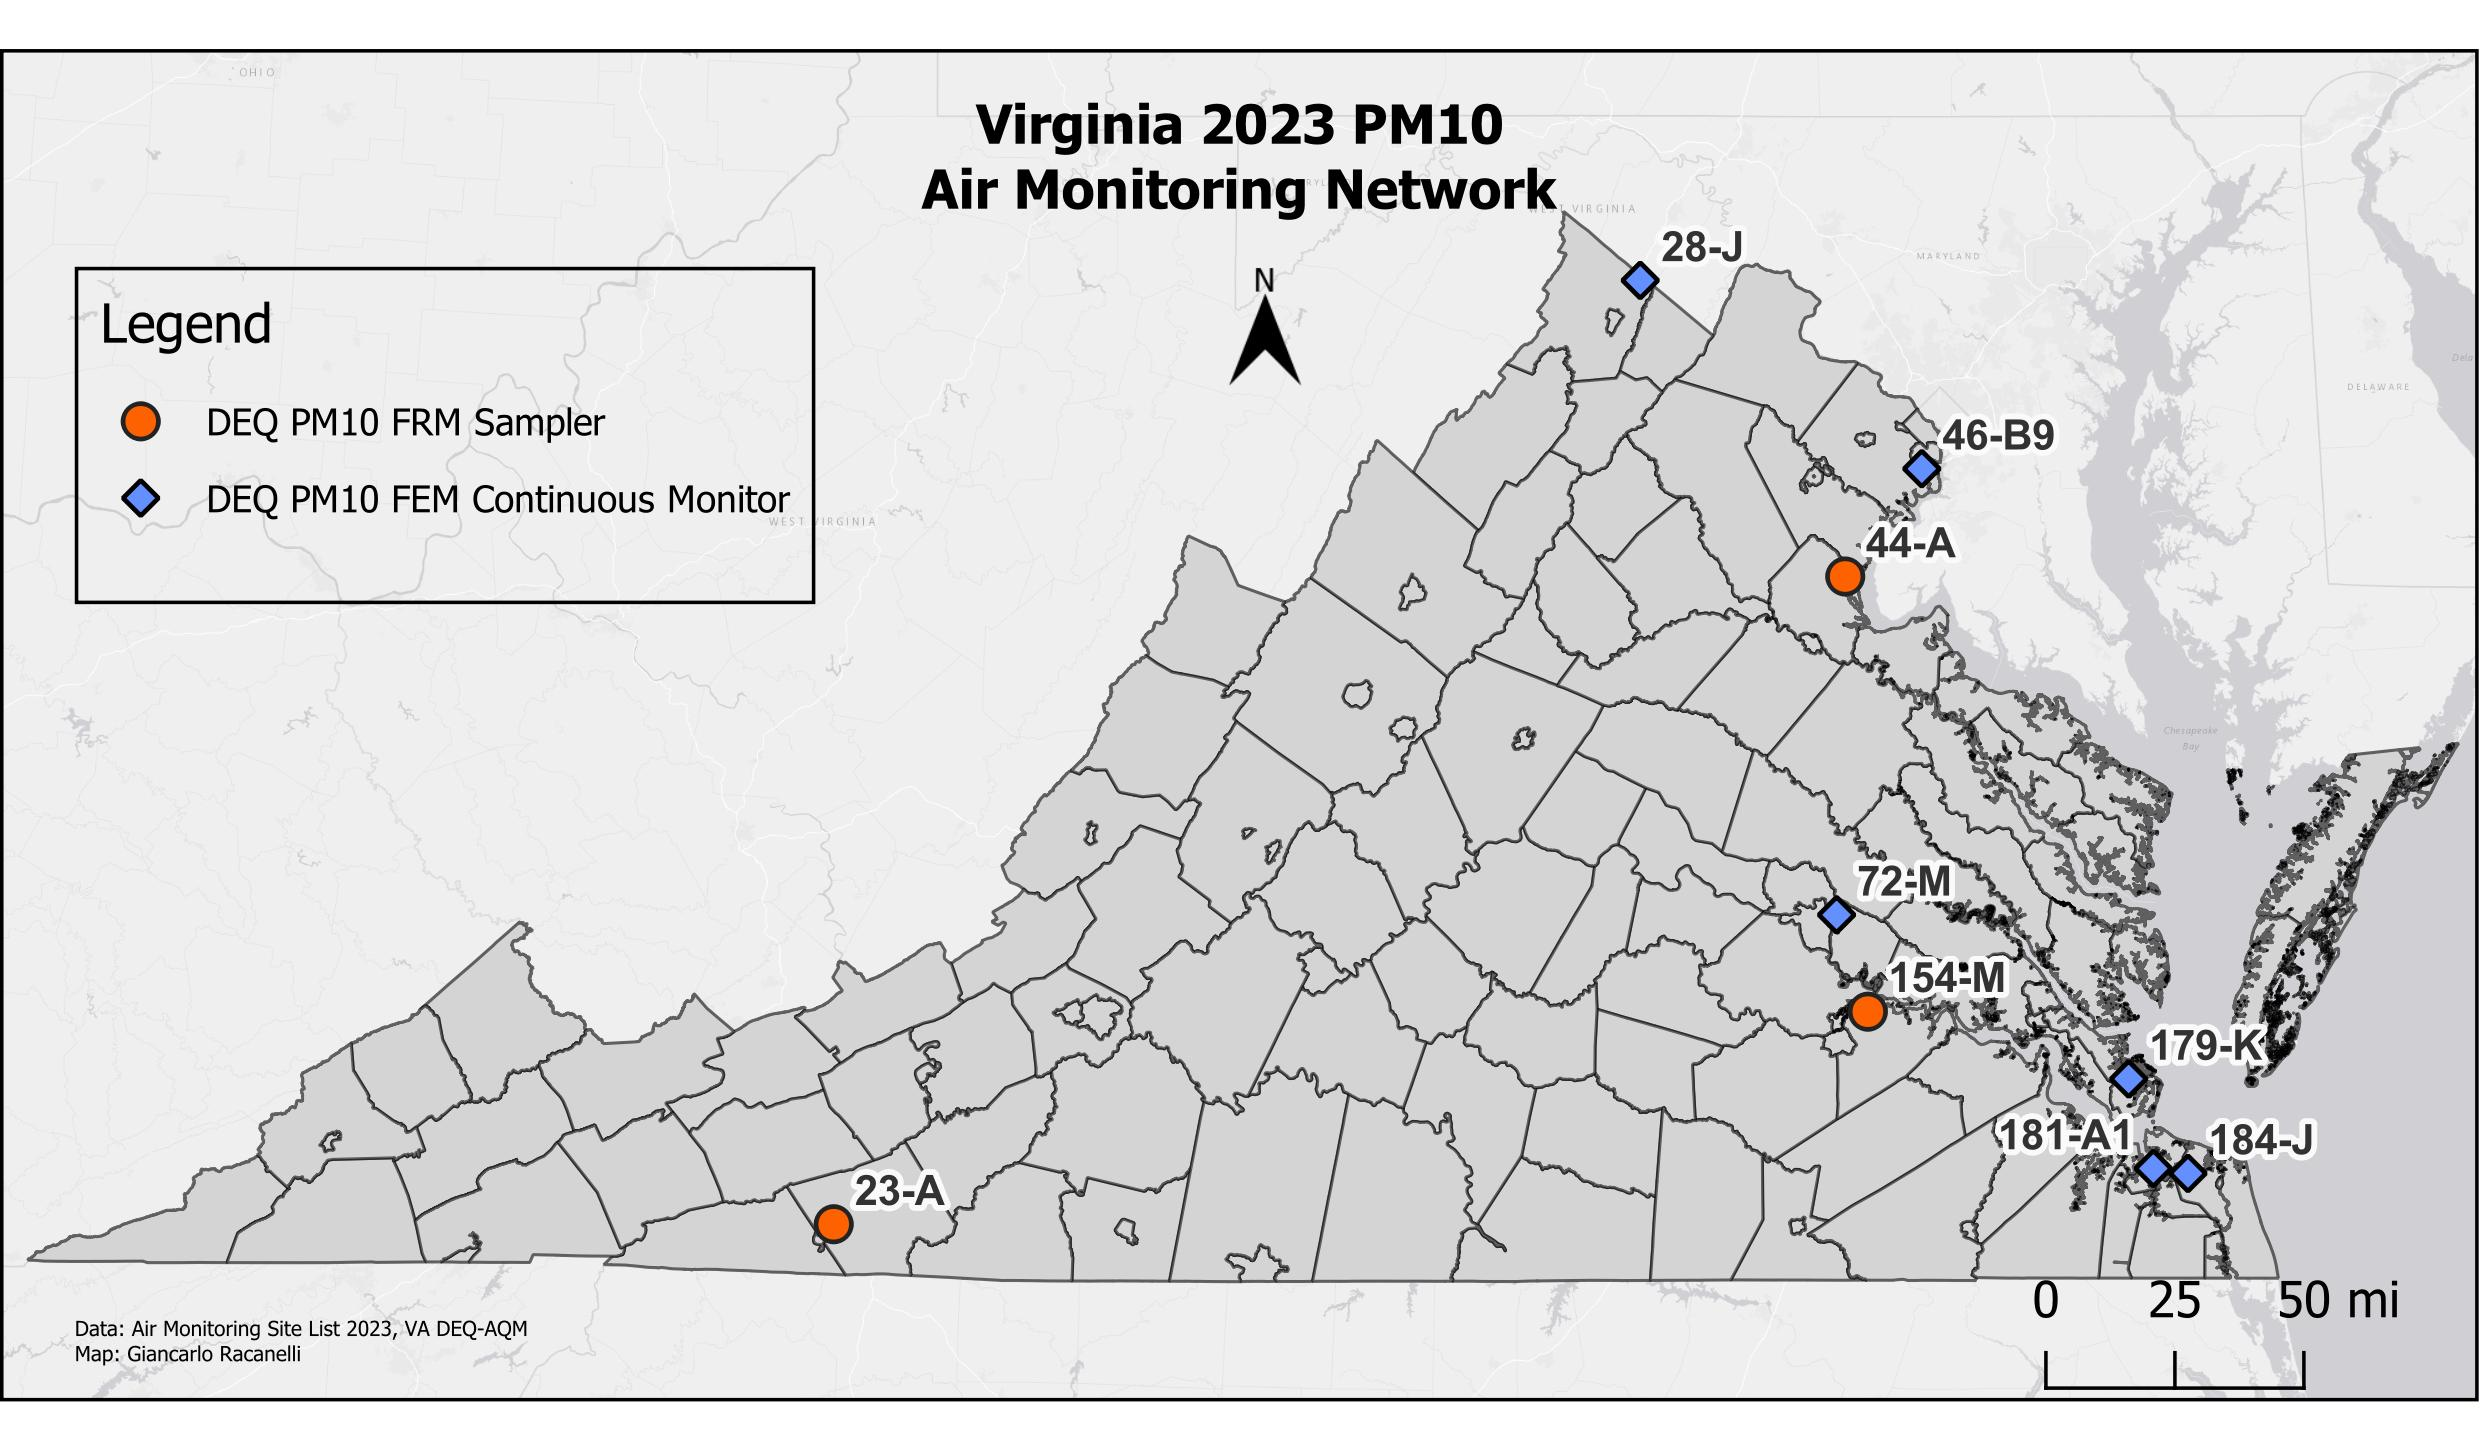 OHIO
Virginia 2023 PM10
Air Monitoring Network
WEST VIRGINIA
28-J
MARYLAND
N
Legend
DEQ PM10 FRM Sampler
DEQ PM10 FEM Continuous Monitor
WEST VIRGINIA
DELAWARE
46-B9
44-A
Chesapeake
Bay
72-M
154-M
179-K
181-A1
184-J
23-A
0 25 50 mi
Data: Air Monitoring Site List 2023, VA DEQ-AQM
Map: Giancarlo Racanelli